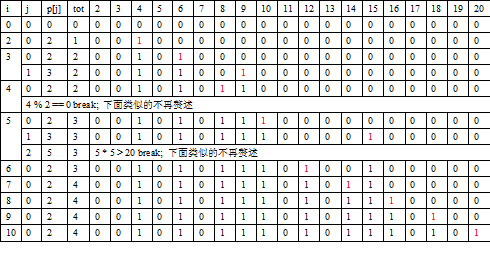 i j p[j] tot 2 3 4 5 6 7 8 9 10 11 12 13 14 15 16 17 18 19 20
0 0 0 0 0 0 0 0 0 0 0 0 0 0 0 0 0 0 0 0 0 0 0
2 0 2 1 0 0 1 0 0 0 0 0 0 0 0 0 0 0 0 0 0 0 0
3 0 2 2 0 0 1 0 1 0 0 0 0 0 0 0 0 0 0 0 0 0 0
1 3 2 0 0 1 0 1 0 0 1 0 0 0 0 0 0 0 0 0 0 0
4 0 2 2 0 0 1 0 1 0 1 1 0 0 0 0 0 0 0 0 0 0 0
4 % 2 == 0 break; 下面类似的不再赘述
5 0 2 3 0 0 1 0 1 0 1 1 1 0 0 0 0 0 0 0 0 0 0
1 3 3 0 0 1 0 1 0 1 1 1 0 0 0 0 1 0 0 0 0 0
2 5 3 5 * 5 > 20 break; 下面类似的不再赘述
6 0 2 3 0 0 1 0 1 0 1 1 1 0 1 0 0 1 0 0 0 0 0
7 0 2 4 0 0 1 0 1 0 1 1 1 0 1 0 1 1 0 0 0 0 0
8 0 2 4 0 0 1 0 1 0 1 1 1 0 1 0 1 1 1 0 0 0 0
9 0 2 4 0 0 1 0 1 0 1 1 1 0 1 0 1 1 1 0 1 0 0
10 0 2 4 0 0 1 0 1 0 1 1 1 0 1 0 1 1 1 0 1 0 1